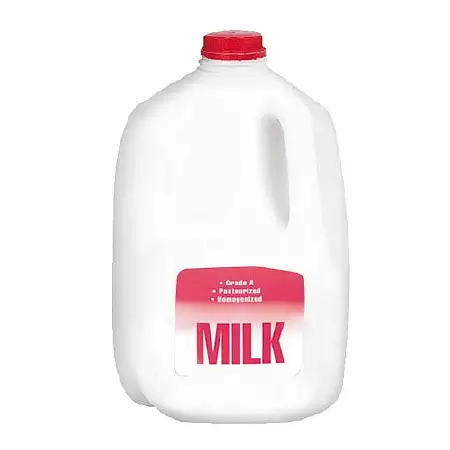 • Grade A
• Pasteurized
• Homogenized
MILK